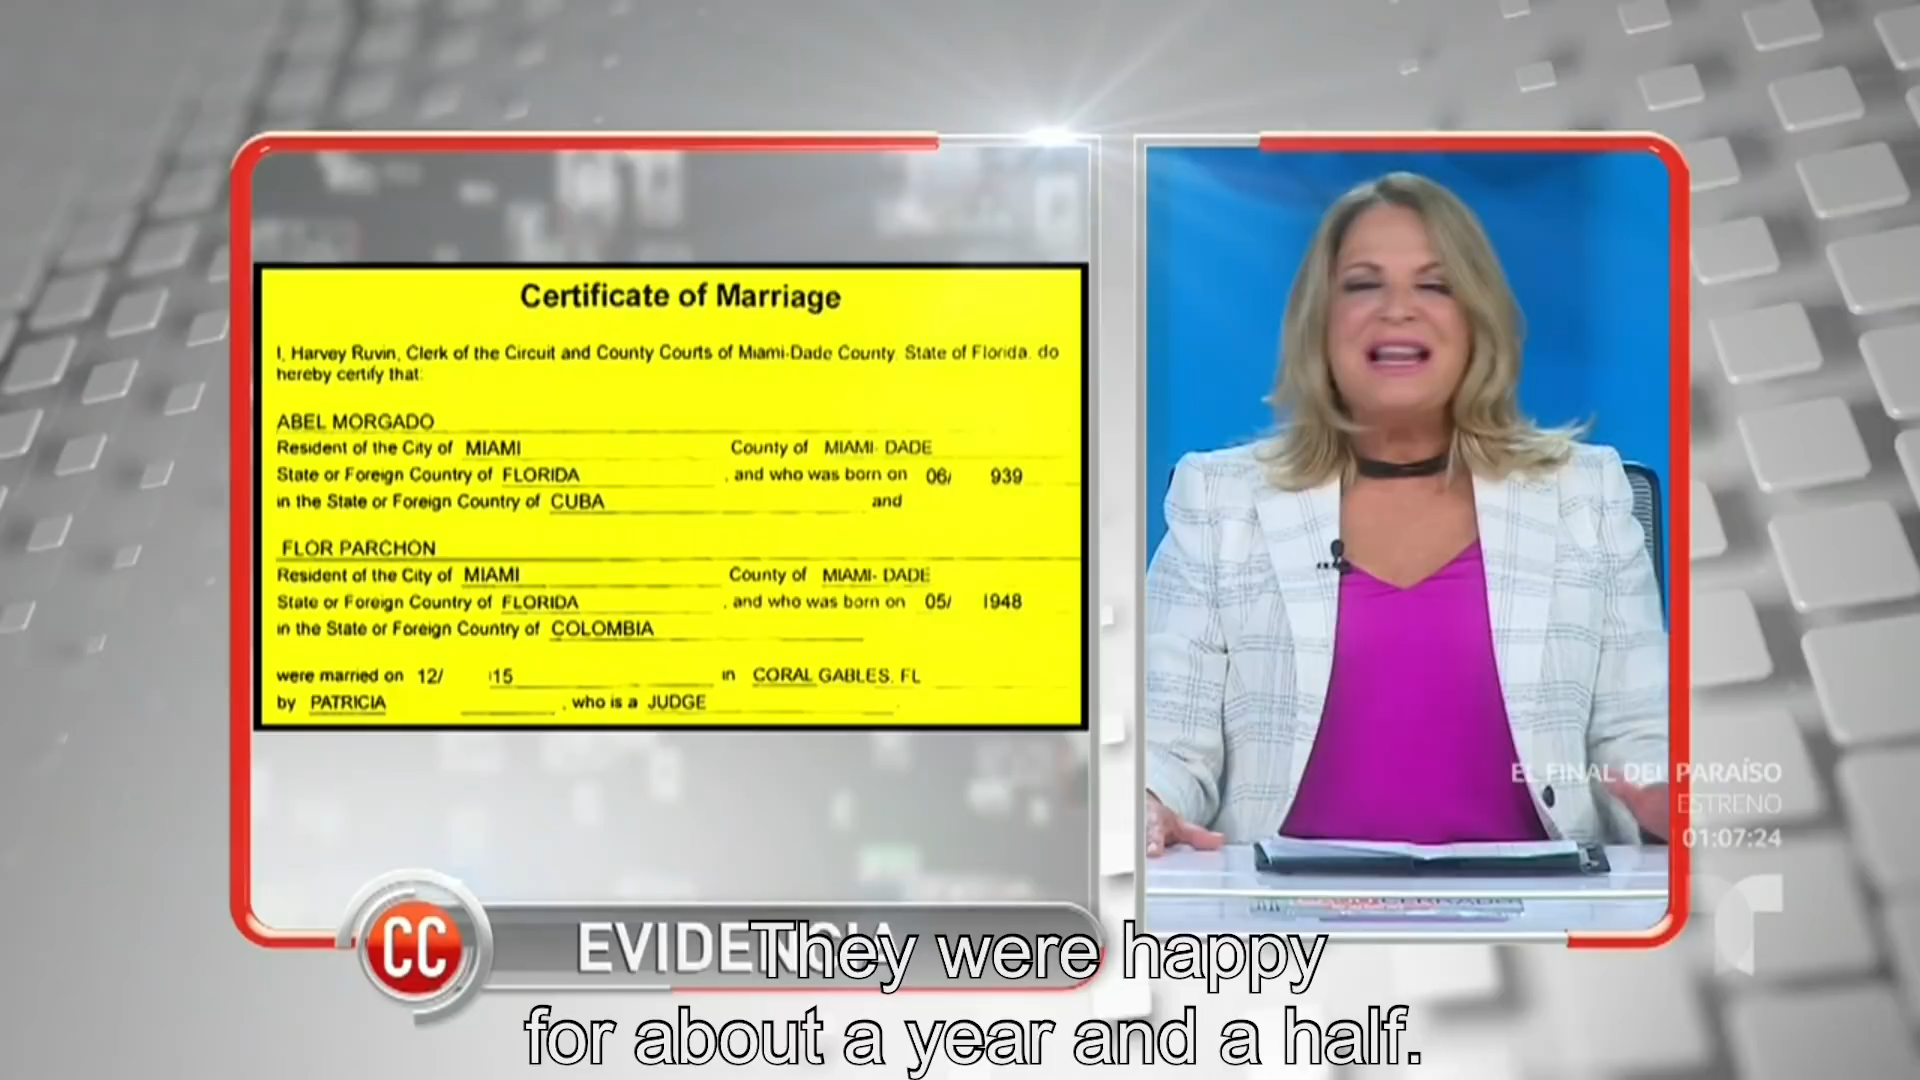 Certificate of Marriage
I, Harvey Ruvin, Clerk of the Circuit and County Courts of Miami-Dade County, State of Florida, do
hereby certify that:
ABEL MORGADO
Resident of the City of MIAMI County of MIAMI- DADE
State or Foreign Country of FLORIDA , and who was born on 06/ 939
in the State or Foreign Country of CUBA and
FLOR PARCHON
Resident of the City of MIAMI County of MIAMI- DADE
State or Foreign Country of FLORIDA , and who was born on 05/ 1948
in the State or Foreign Country of COLOMBIA
were married on 12/ 15 in CORAL GABLES, FL
by PATRICIA , who is a JUDGE
EL FINAL DEL PARAÍSO
ESTRENO
01:07:24
CC
They were happy
for about a year and a half.